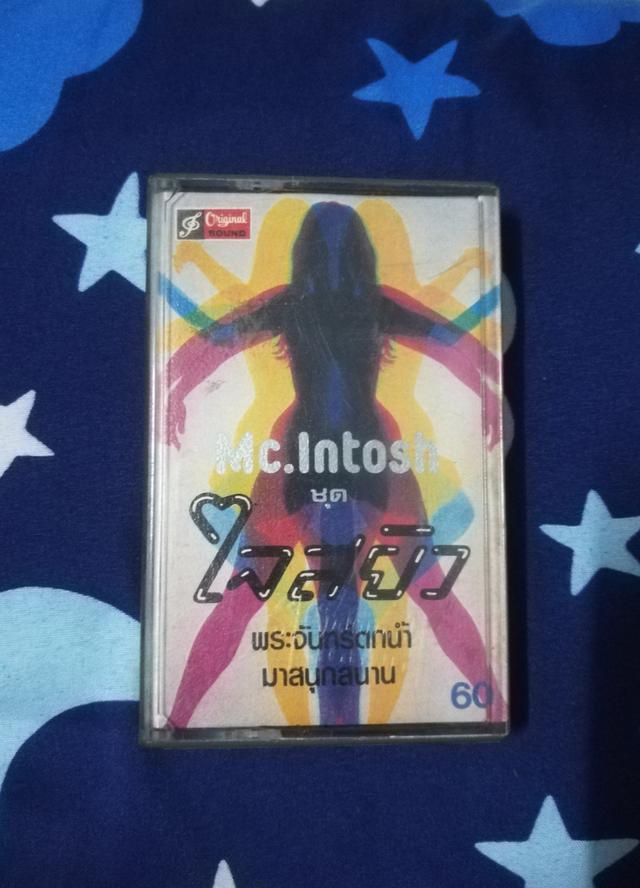 Original
SOUND
Mc.Intosh
ชุด
ใจสยิว
พระจันทร์ตกน้ำ
มาสนุกสนาน
60